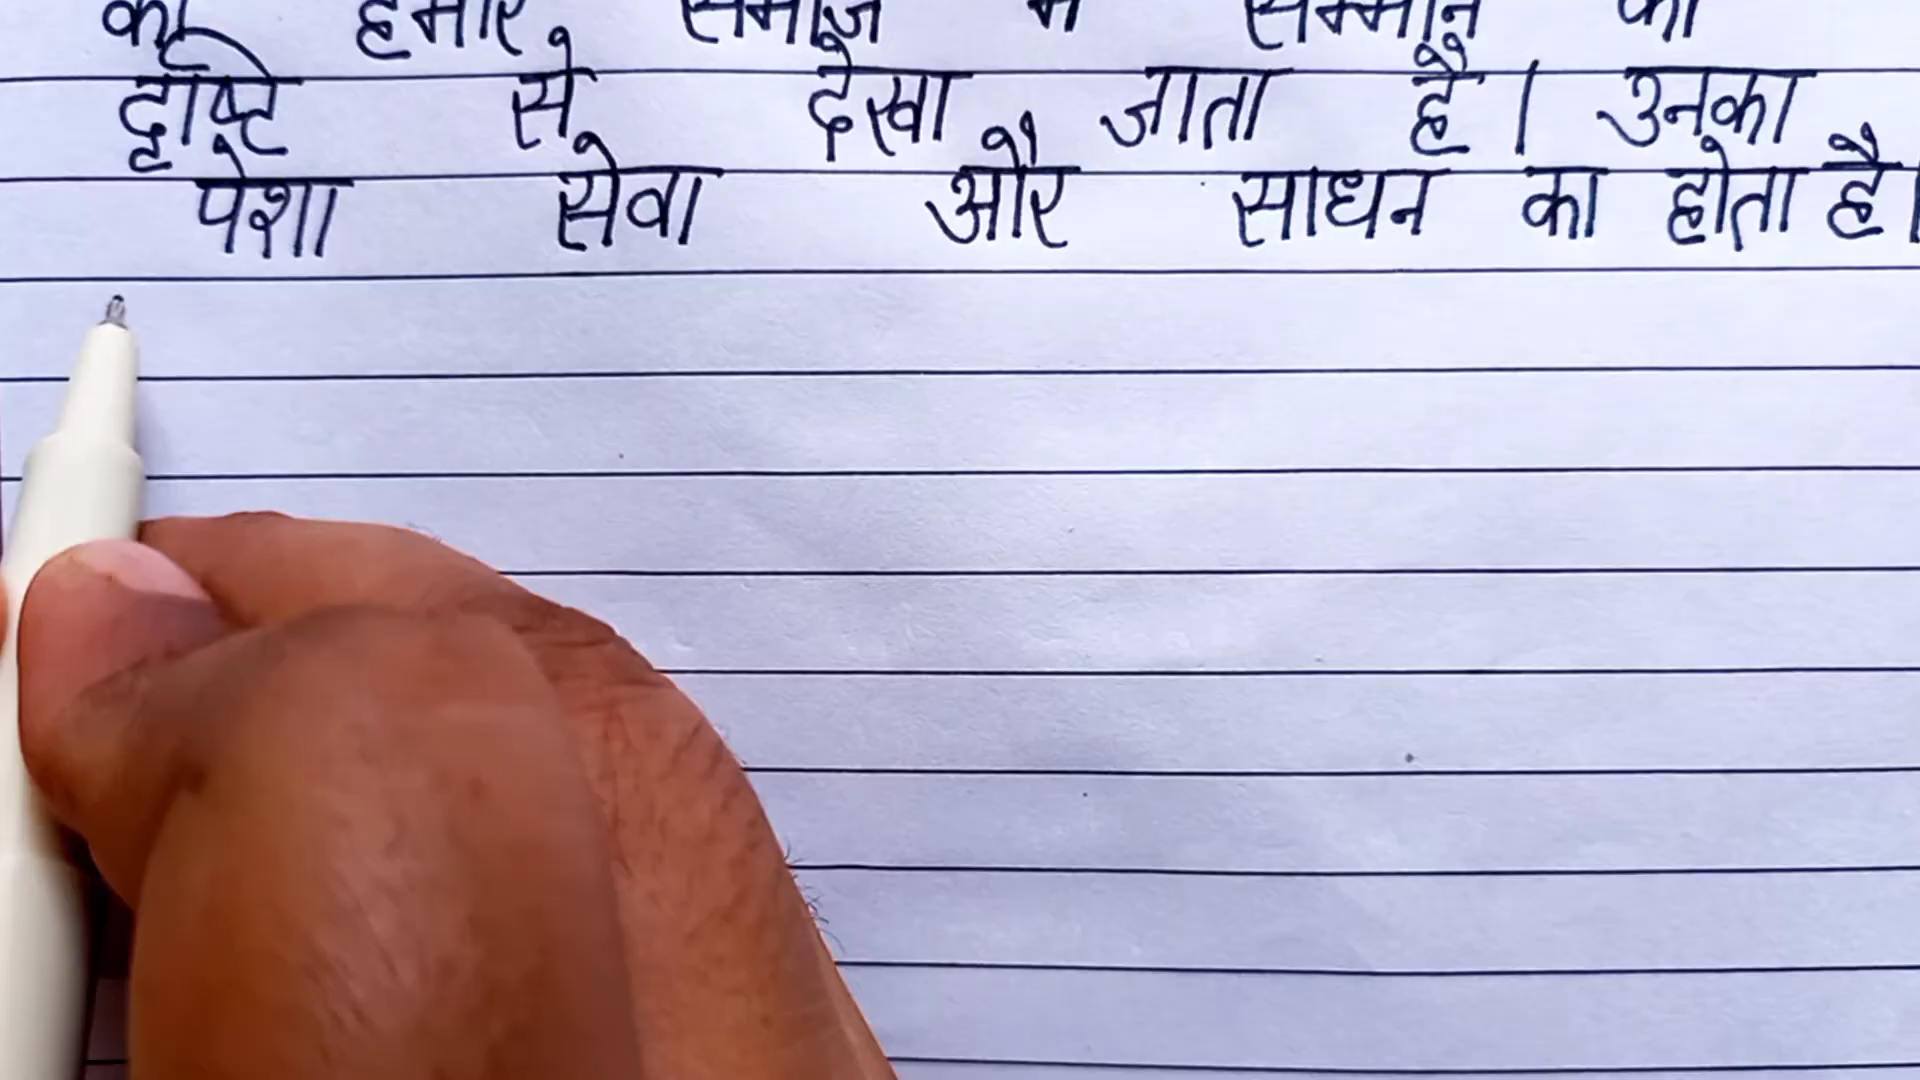 को हमारे समाज में सम्मान की
दृष्टि से देखा जाता है। उनका
पेशा सेवा और साधन का होता है।